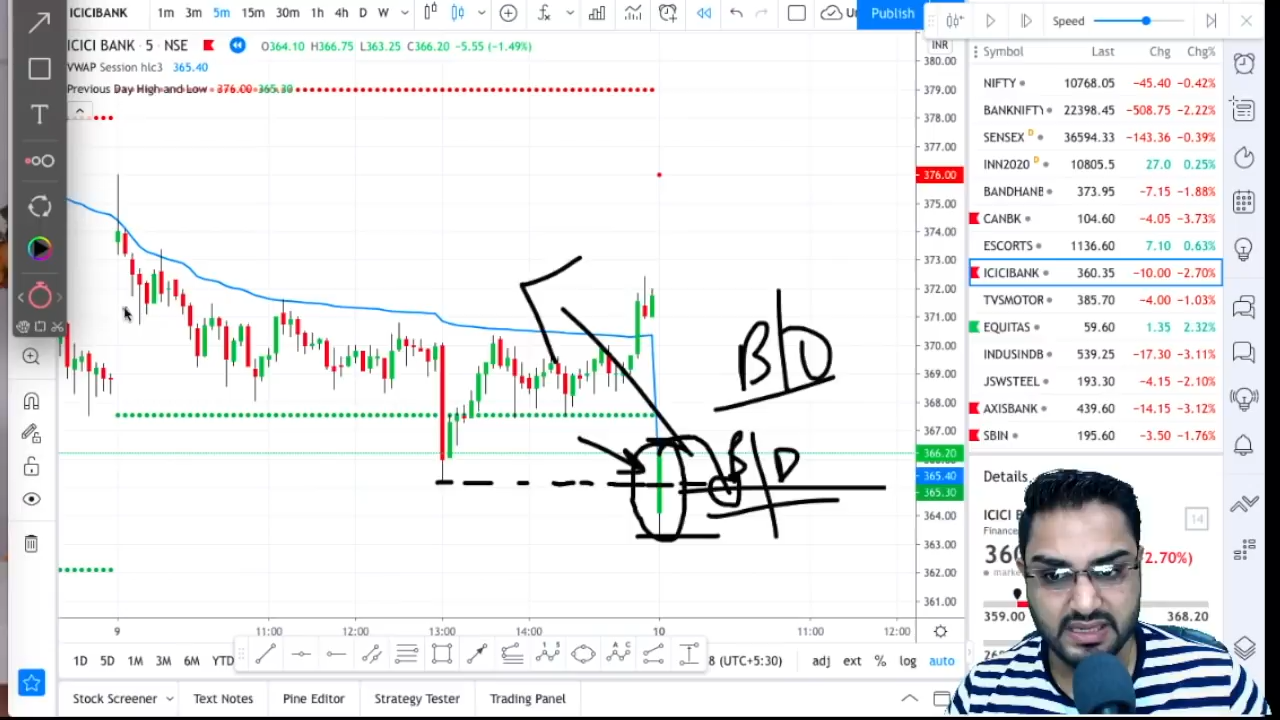 ICICIBANK 1m 3m 5m 15m 30m 1h 4h D W Publish Speed
ICICI BANK · 5 · NSE O364.10 H366.75 L363.25 C366.20 -5.55 (-1.49%)
VWAP Session hlc3 365.40
Previous Day High and Low 376.00 365.30
INR
380.00
379.00
378.00
377.00
376.00
375.00
374.00
373.00
372.00
371.00
370.00
369.00
368.00
367.00
366.20
365.40
365.30
364.00
363.00
362.00
361.00
B/D
B/D
9 11:00 12:00 13:00 14:00 10 11:00 12:00
Symbol Last Chg Chg%
NIFTY 10768.05 -45.40 -0.42%
BANKNIFTY 22398.45 -508.75 -2.22%
SENSEX D 36594.33 -143.36 -0.39%
INN2020 D 10805.5 27.0 0.25%
BANDHANB 373.95 -7.15 -1.88%
CANBK 104.60 -4.05 -3.73%
ESCORTS 1136.60 7.10 0.63%
ICICIBANK 360.35 -10.00 -2.70%
TVSMOTOR 385.70 -4.00 -1.03%
EQUITAS 59.60 1.35 2.32%
INDUSINDB 539.25 -17.30 -3.11%
JSWSTEEL 193.30 -4.15 -2.10%
AXISBANK 439.60 -14.15 -3.12%
SBIN 195.60 -3.50 -1.76%
Details
ICICI
14
2.70%)
359.00 368.20
1D 5D 1M 3M 6M YTD 8 (UTC+5:30) adj ext % log auto
Stock Screener Text Notes Pine Editor Strategy Tester Trading Panel